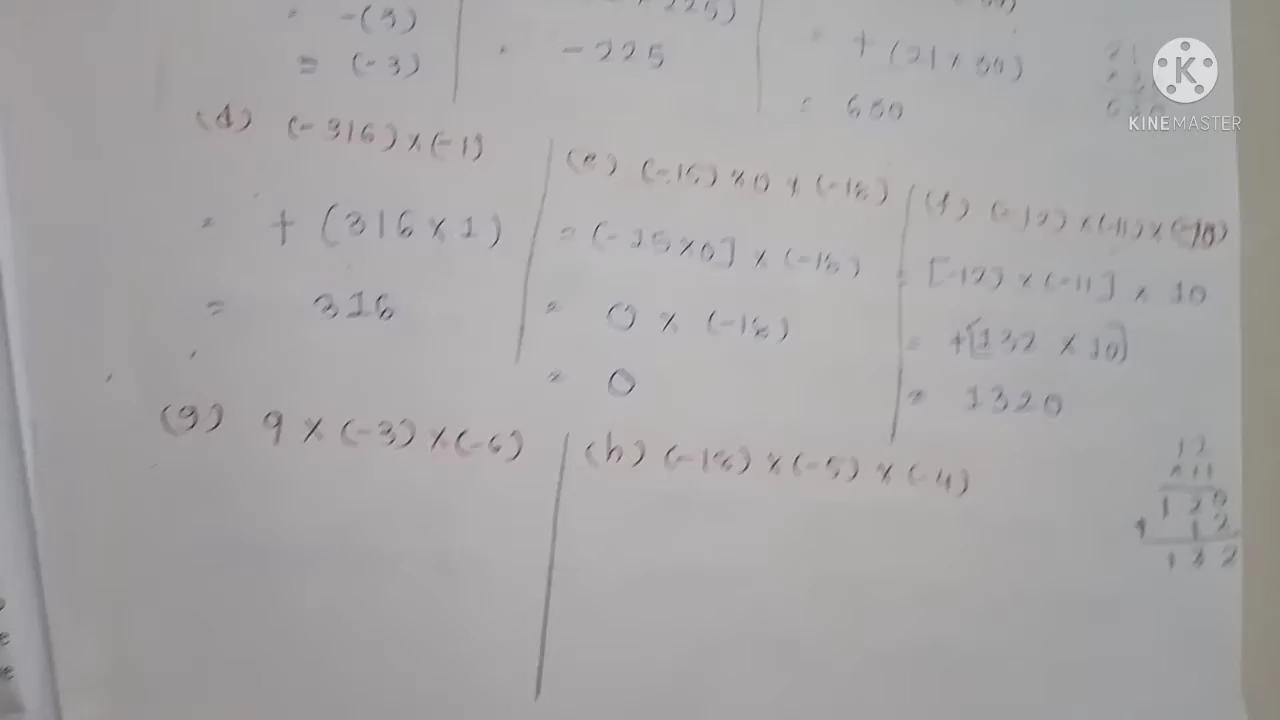 = -(3)
= (-3)
= -225
= + (21 × 30)
= 630
(d) (-316) × (-1)
= + (316 × 1)
= 316
(e) (-15) × 0 × (-18)
= (-15×0] × (-18)
= 0 × (-18)
= 0
(f) (-12) × (-11) × (-10)
= [-12) × (-11] × 10
= +[132 × 10)
= 1320
(g) 9 × (-3) × (-6)
(h) (-18) × (-5) × (-4)
12
×11
120
+ 12
132
K
KINEMASTER